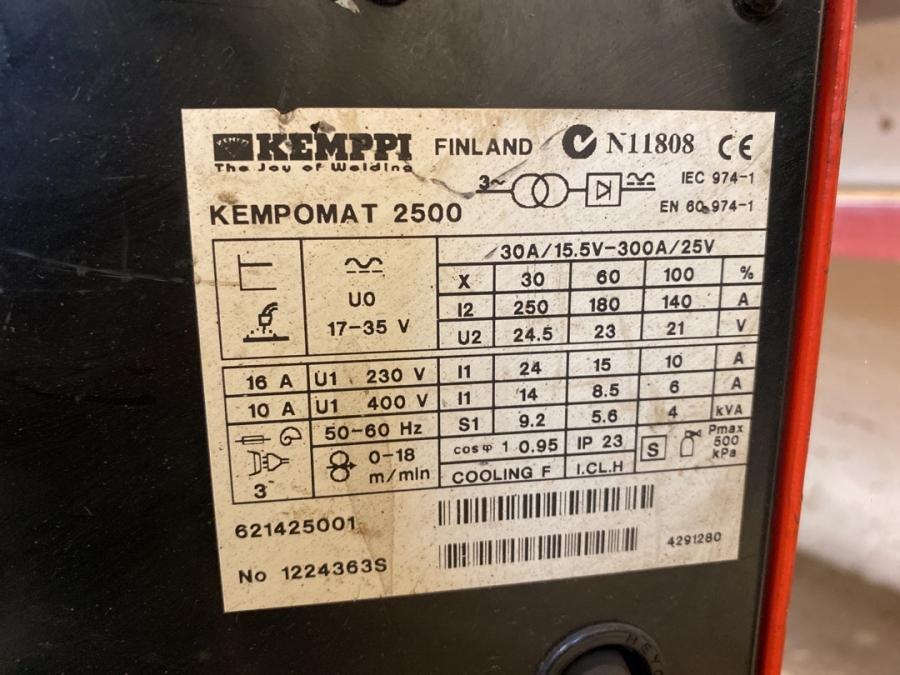 KEMPPI FINLAND N11808 CE
The Joy of Welding
3~ IEC 974-1
KEMPOMAT 2500 EN 60 974-1
30A/15.5V-300A/25V
X 30 60 100 %
U0 I2 250 180 140 A
17-35 V U2 24.5 23 21 V
16 A U1 230 V I1 24 15 10 A
10 A U1 400 V I1 14 8.5 6 A
50-60 Hz S1 9.2 5.6 4 kVA
0-18 m/min cos φ 1 0.95 IP 23 S Pmax 500 kPa
3~ COOLING F I.CL.H
621425001
No 1224363S 4291280